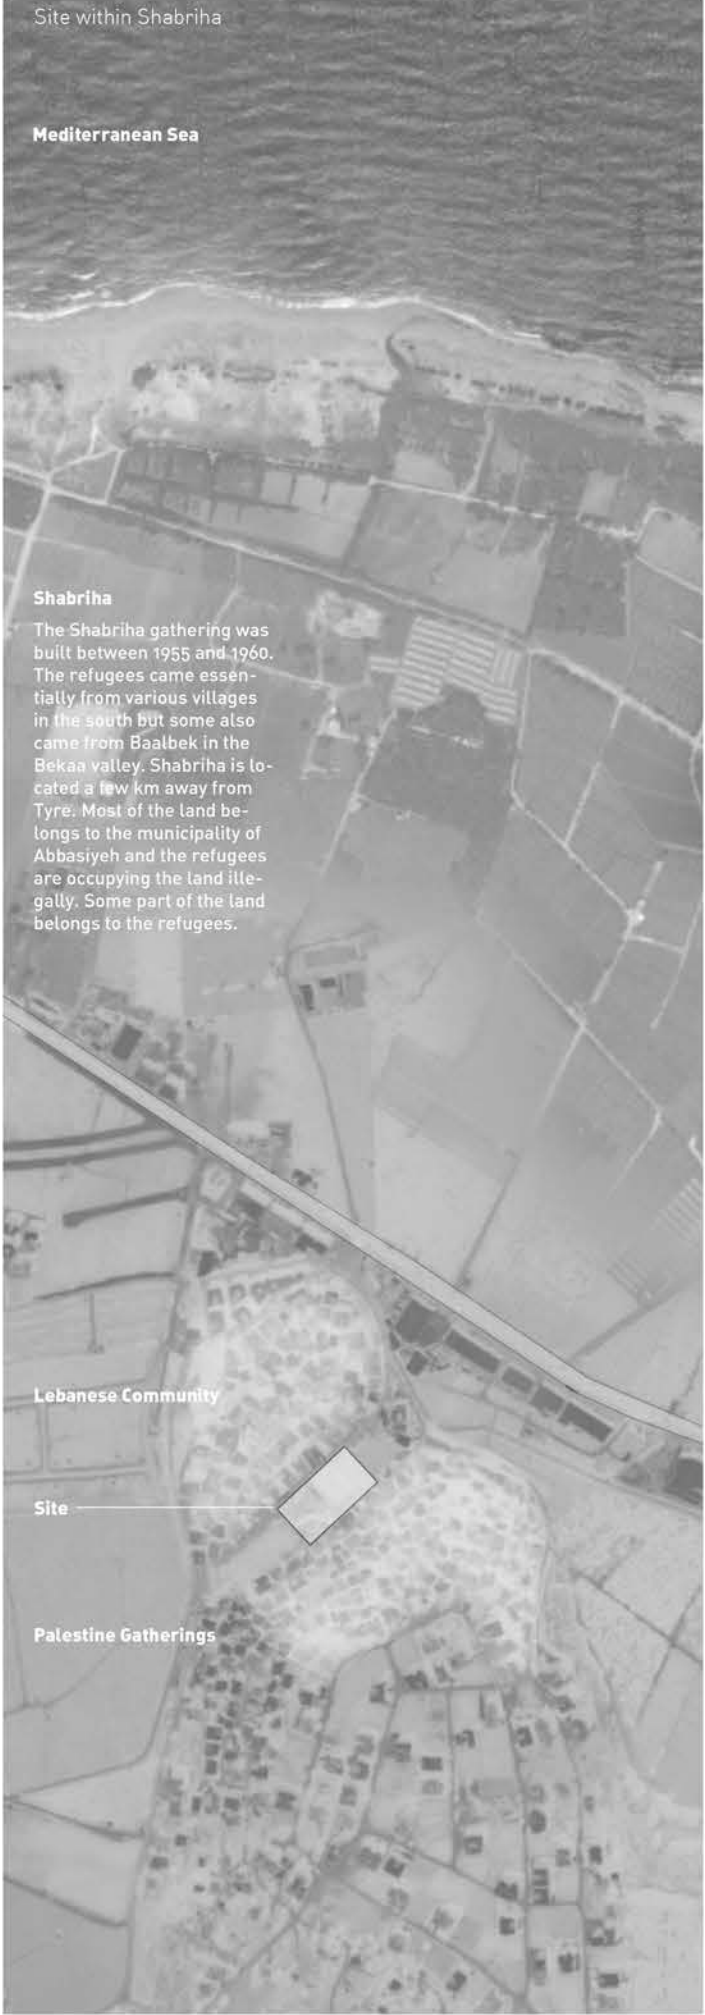 Site within Shabriha
Mediterranean Sea
Shabriha
The Shabriha gathering was
built between 1955 and 1960.
The refugees came essen-
tially from various villages
in the south but some also
came from Baalbek in the
Bekaa valley. Shabriha is lo-
cated a few km away from
Tyre. Most of the land be-
longs to the municipality of
Abbasiyeh and the refugees
are occupying the land ille-
gally. Some part of the land
belongs to the refugees.
Lebanese Community
Site
Palestine Gatherings